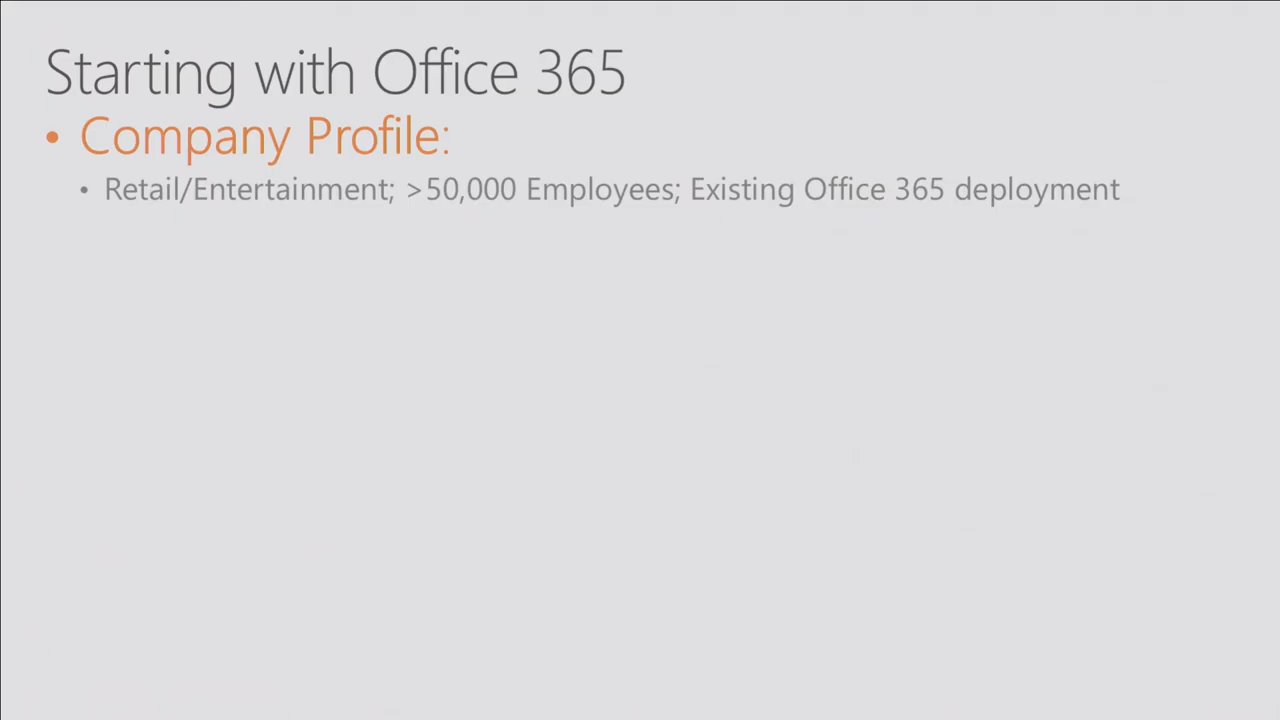 Starting with Office 365
• Company Profile:
• Retail/Entertainment; >50,000 Employees; Existing Office 365 deployment